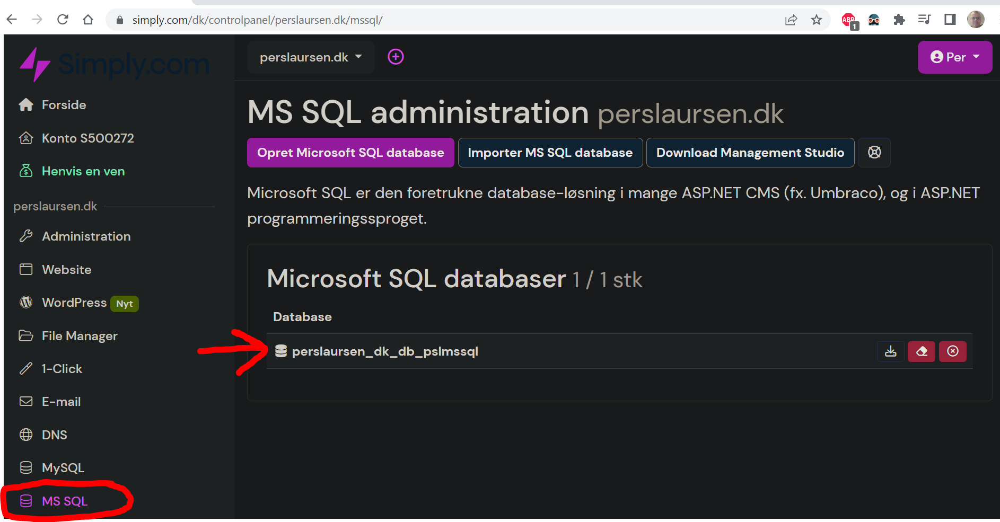 simply.com/dk/controlpanel/perslaursen.dk/mssql/
ABP
1
Simply.com
perslaursen.dk
Per
Forside
Konto S500272
Henvis en ven
perslaursen.dk
Administration
Website
WordPress Nyt
File Manager
1-Click
E-mail
DNS
MySQL
MS SQL
MS SQL administration perslaursen.dk
Opret Microsoft SQL database
Importer MS SQL database
Download Management Studio
Microsoft SQL er den foretrukne database-løsning i mange ASP.NET CMS (fx. Umbraco), og i ASP.NET
programmeringssproget.
Microsoft SQL databaser 1 / 1 stk
Database
perslaursen_dk_db_pslmssql